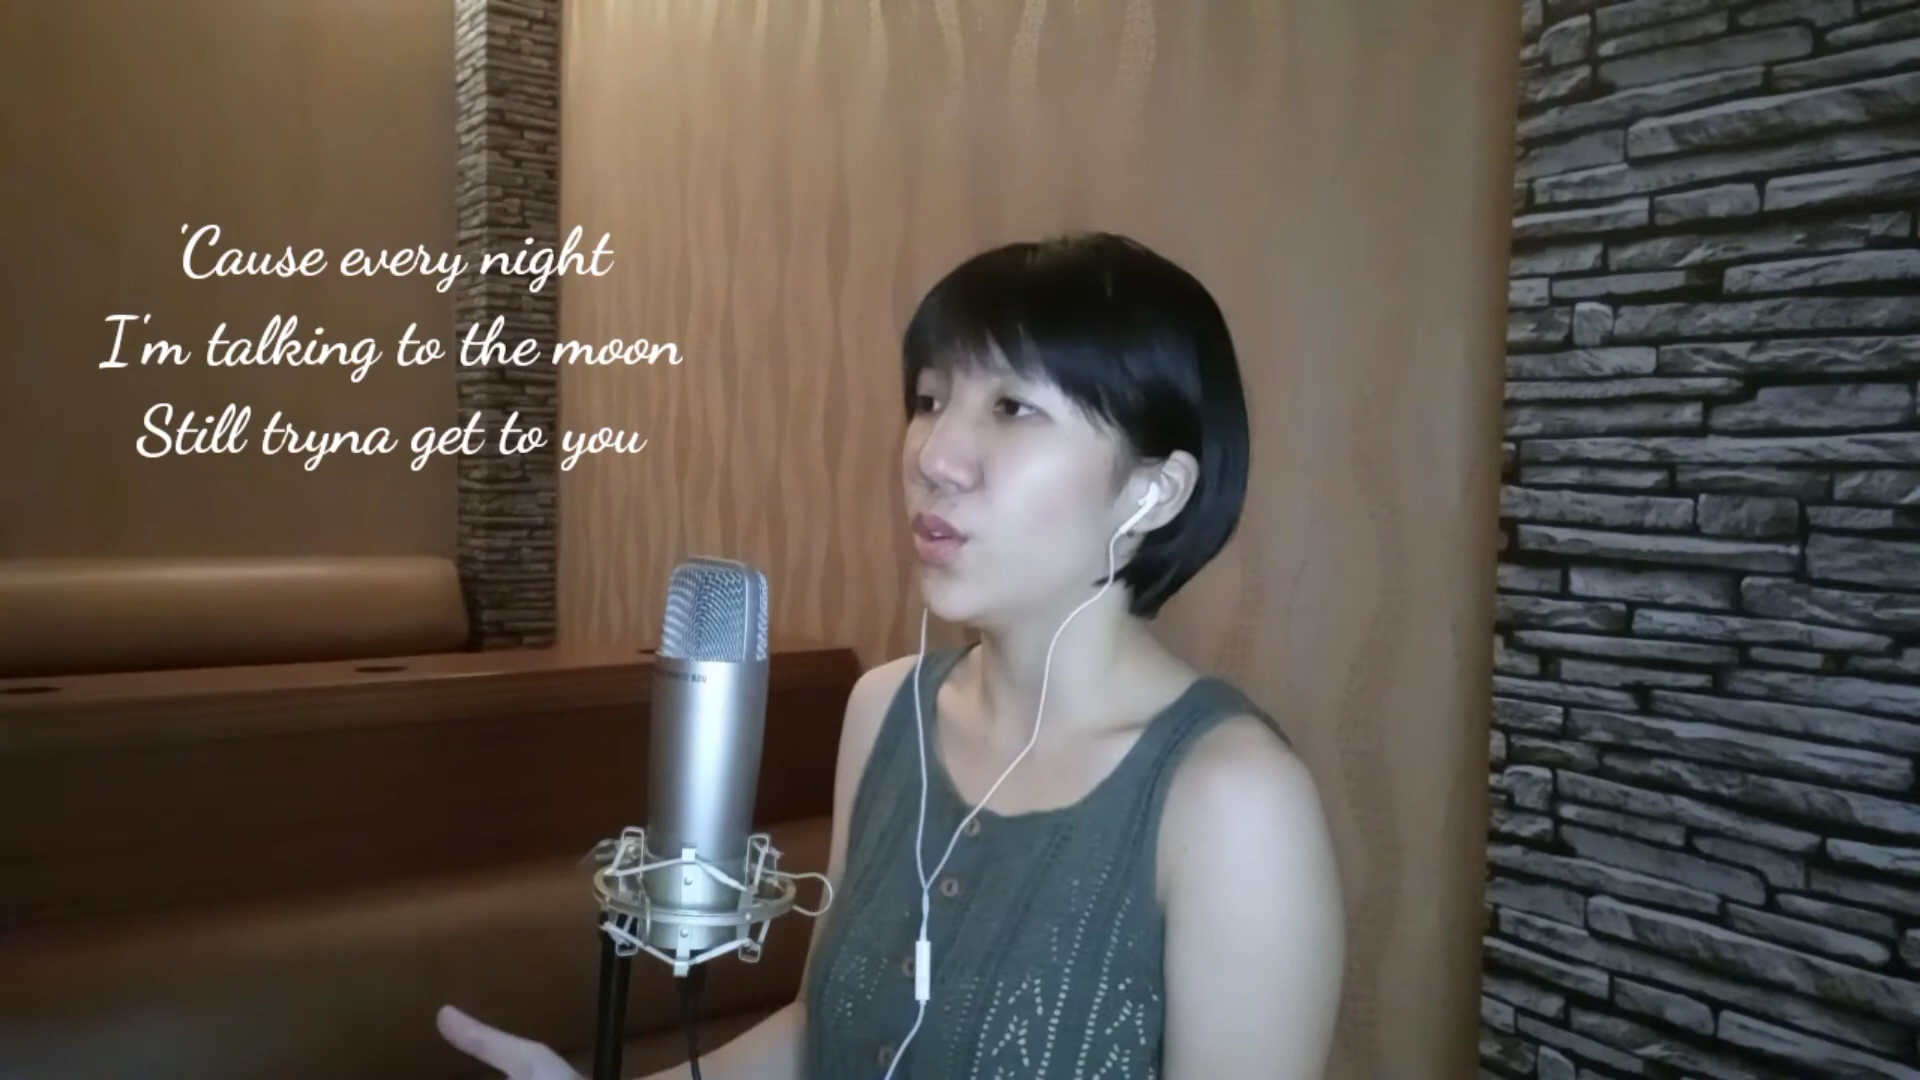 'Cause every night
I'm talking to the moon
Still tryna get to you